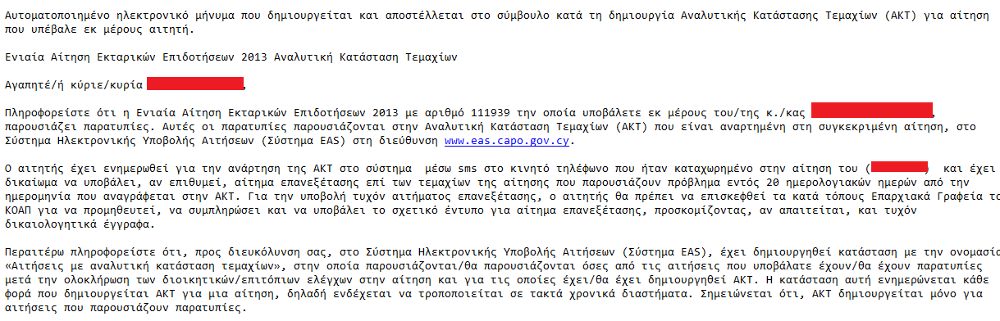 Αυτοματοποιημένο ηλεκτρονικό μήνυμα που δημιουργείται και αποστέλλεται στο σύμβουλο κατά τη δημιουργία Αναλυτικής Κατάστασης Τεμαχίων (ΑΚΤ) για αίτηση
που υπέβαλε εκ μέρους αιτητή.
Ενιαία Αίτηση Εκταρικών Επιδοτήσεων 2013 Αναλυτική Κατάσταση Τεμαχίων
Αγαπητέ/ή κύριε/κυρία ,
Πληροφορείστε ότι η Ενιαία Αίτηση Εκταρικών Επιδοτήσεων 2013 με αριθμό 111939 την οποία υποβάλετε εκ μέρους του/της κ./κας ,
παρουσιάζει παρατυπίες. Αυτές οι παρατυπίες παρουσιάζονται στην Αναλυτική Κατάσταση Τεμαχίων (ΑΚΤ) που είναι αναρτημένη στη συγκεκριμένη αίτηση, στο
Σύστημα Ηλεκτρονικής Υποβολής Αιτήσεων (Σύστημα EAS) στη διεύθυνση www.eas.capo.gov.cy.
Ο αιτητής έχει ενημερωθεί για την ανάρτηση της ΑΚΤ στο σύστημα μέσω sms στο κινητό τηλέφωνο που ήταν καταχωρημένο στην αίτηση του ( ) και έχει
δικαίωμα να υποβάλει, αν επιθυμεί, αίτημα επανεξέτασης επί των τεμαχίων της αίτησης που παρουσιάζουν πρόβλημα εντός 20 ημερολογιακών ημερών από την
ημερομηνία που αναγράφεται στην ΑΚΤ. Για την υποβολή τυχόν αιτήματος επανεξέτασης, ο αιτητής θα πρέπει να επισκεφθεί τα κατά τόπους Επαρχιακά Γραφεία το
ΚΟΑΠ για να προμηθευτεί, να συμπληρώσει και να υποβάλει το σχετικό έντυπο για αίτημα επανεξέτασης, προσκομίζοντας, αν απαιτείται, και τυχόν
δικαιολογητικά έγγραφα.
Περαιτέρω πληροφορείστε ότι, προς διευκόλυνση σας, στο Σύστημα Ηλεκτρονικής Υποβολής Αιτήσεων (Σύστημα EAS), έχει δημιουργηθεί κατάσταση με την ονομασία
«Αιτήσεις με αναλυτική κατάσταση τεμαχίων», στην οποία παρουσιάζονται/θα παρουσιάζονται όσες από τις αιτήσεις που υποβάλατε έχουν/θα έχουν παρατυπίες
μετά την ολοκλήρωση των διοικητικών/επιτόπιων ελέγχων στην αίτηση και για τις οποίες έχει/θα έχει δημιουργηθεί ΑΚΤ. Η κατάσταση αυτή ενημερώνεται κάθε
φορά που δημιουργείται ΑΚΤ για μια αίτηση, δηλαδή ενδέχεται να τροποποιείται σε τακτά χρονικά διαστήματα. Σημειώνεται ότι, ΑΚΤ δημιουργείται μόνο για
αιτήσεις που παρουσιάζουν παρατυπίες.